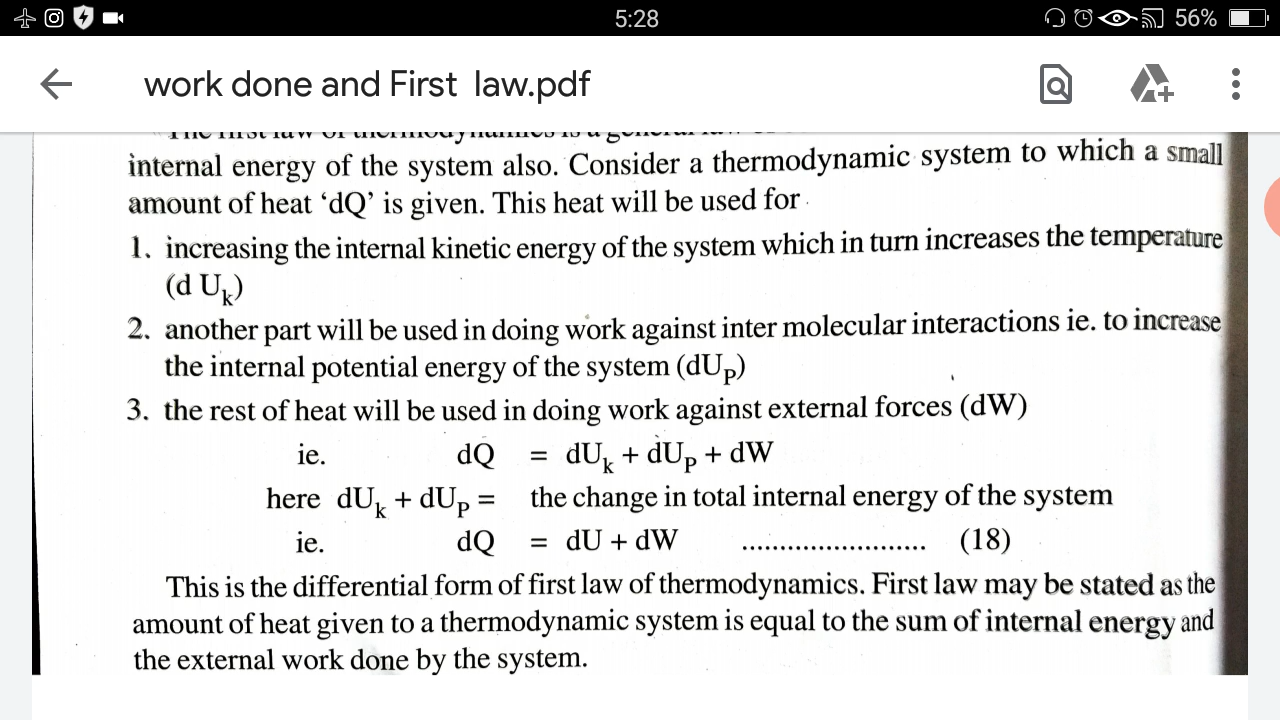 5:28
56%
work done and First law.pdf
internal energy of the system also. Consider a thermodynamic system to which a small
amount of heat ‘dQ’ is given. This heat will be used for
1. increasing the internal kinetic energy of the system which in turn increases the temperature
(d Uk)
2. another part will be used in doing work against inter molecular interactions ie. to increase
the internal potential energy of the system (dUP)
3. the rest of heat will be used in doing work against external forces (dW)
ie. dQ = dUk + dUP + dW
here dUk + dUP = the change in total internal energy of the system
ie. dQ = dU + dW ........................ (18)
This is the differential form of first law of thermodynamics. First law may be stated as the
amount of heat given to a thermodynamic system is equal to the sum of internal energy and
the external work done by the system.